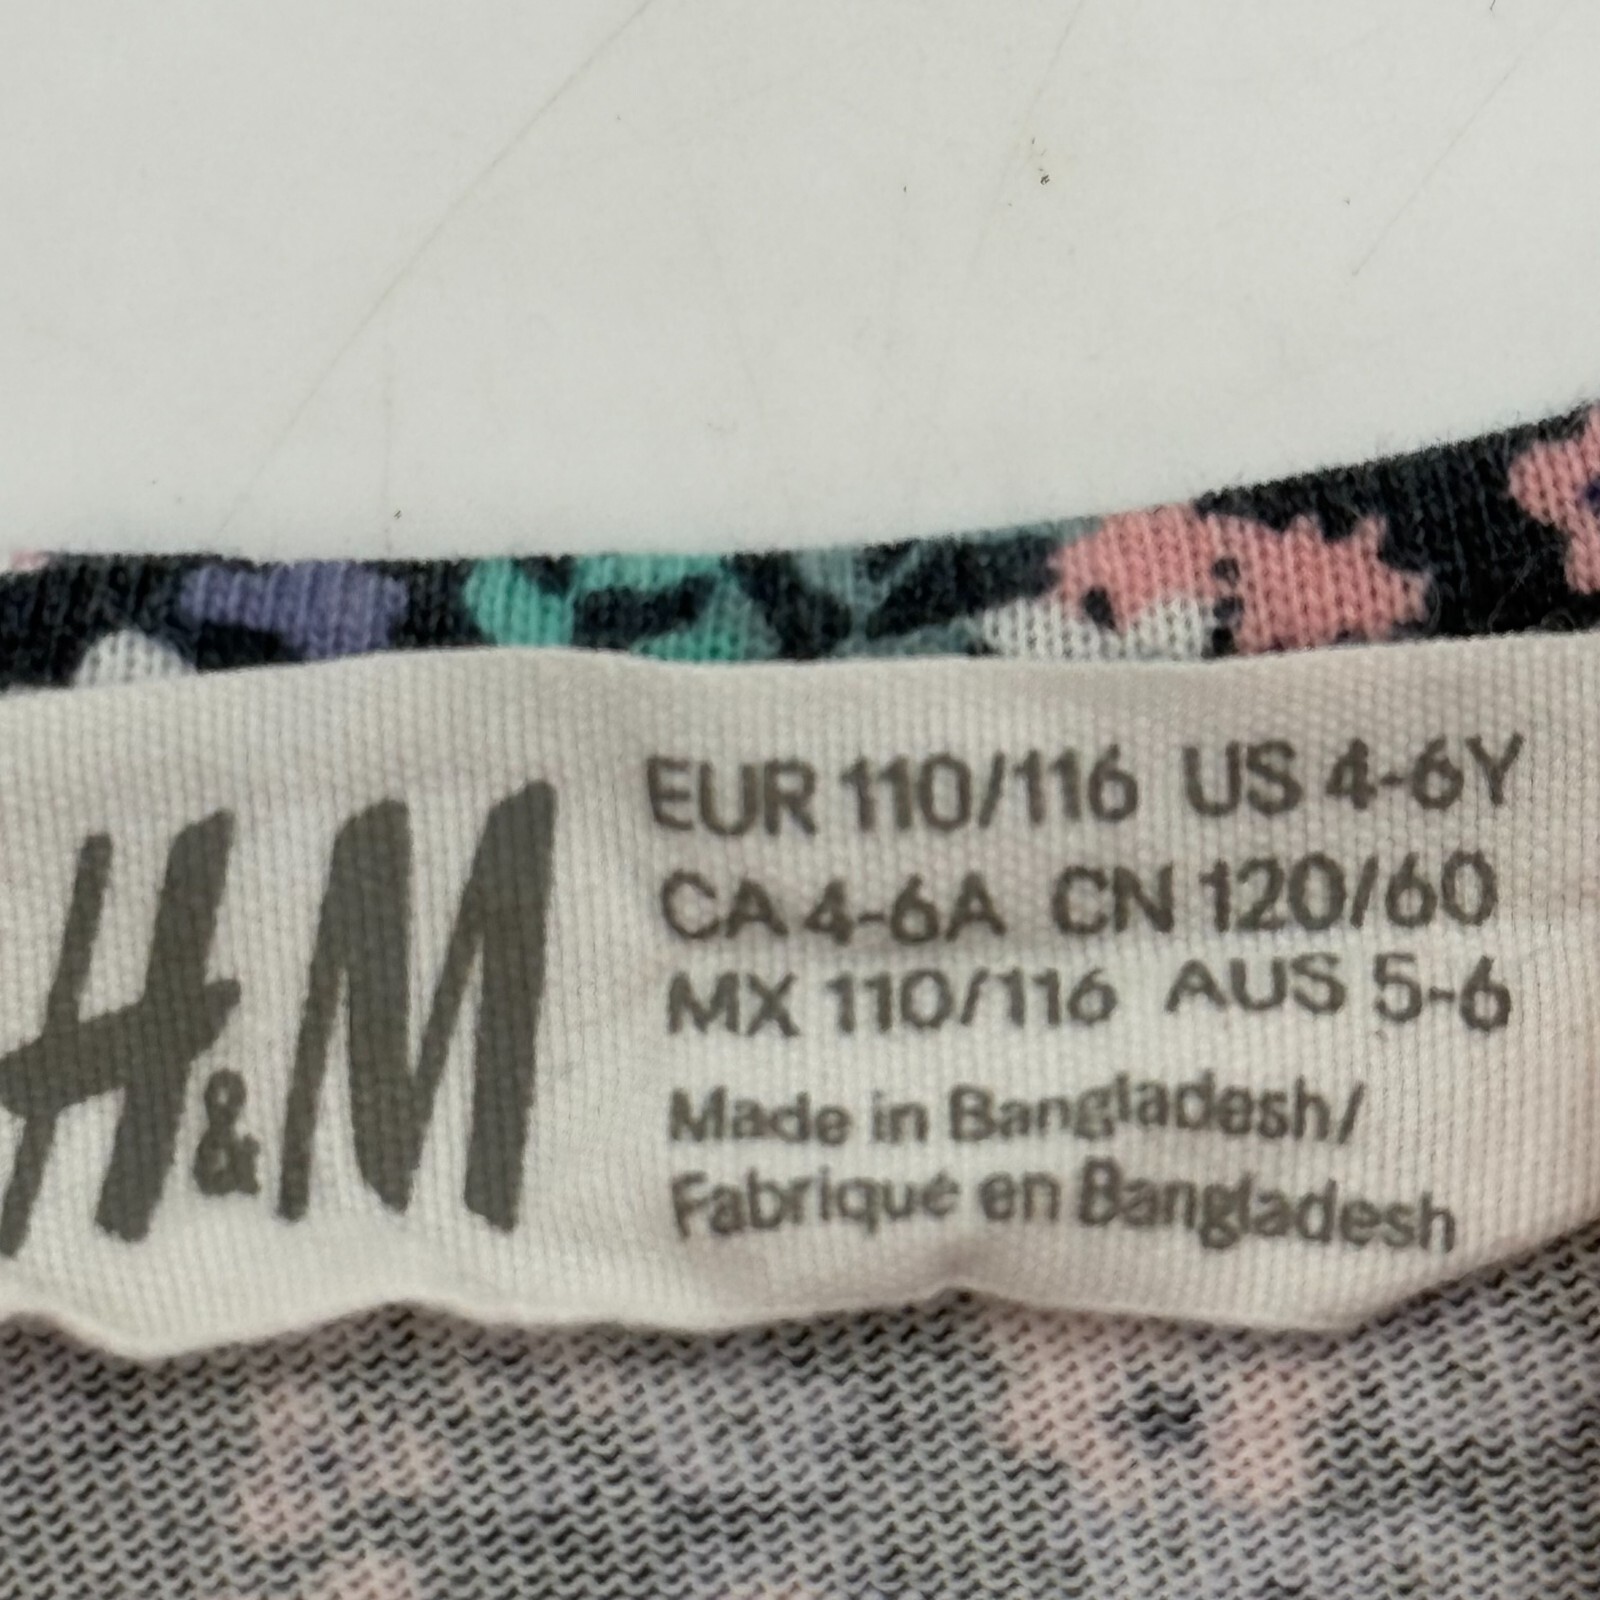 H&M
EUR 110/116 US 4-6Y
CA 4-6A CN 120/60
MX 110/116 AUS 5-6
Made in Bangladesh/
Fabriqué en Bangladesh